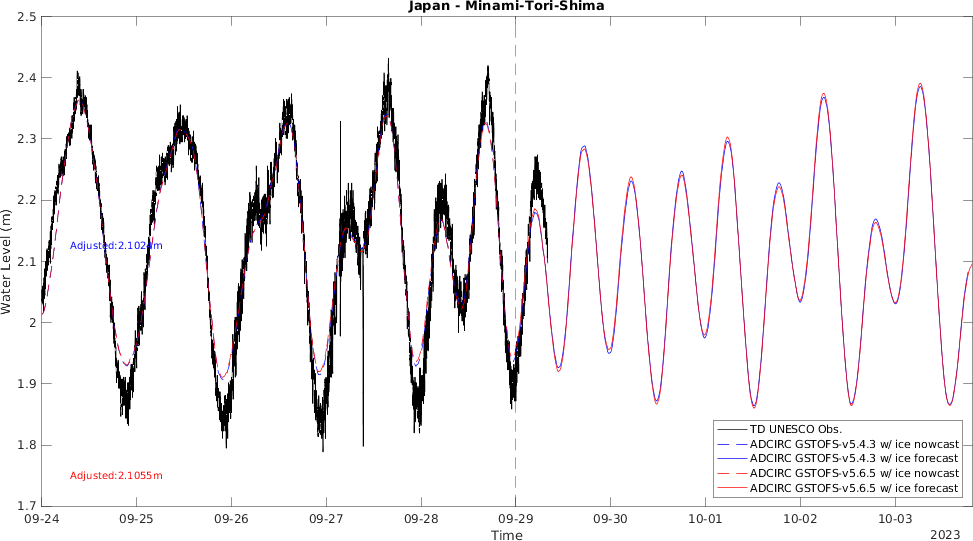 Japan - Minami-Tori-Shima
Water Level (m)
2.5
2.4
2.3
2.2
2.1
2
1.9
1.8
1.7
Adjusted:2.1024m
Adjusted:2.1055m
TD UNESCO Obs.
ADCIRC GSTOFS-v5.4.3 w/ ice nowcast
ADCIRC GSTOFS-v5.4.3 w/ ice forecast
ADCIRC GSTOFS-v5.6.5 w/ ice nowcast
ADCIRC GSTOFS-v5.6.5 w/ ice forecast
09-24 09-25 09-26 09-27 09-28 09-29 09-30 10-01 10-02 10-03
Time
2023